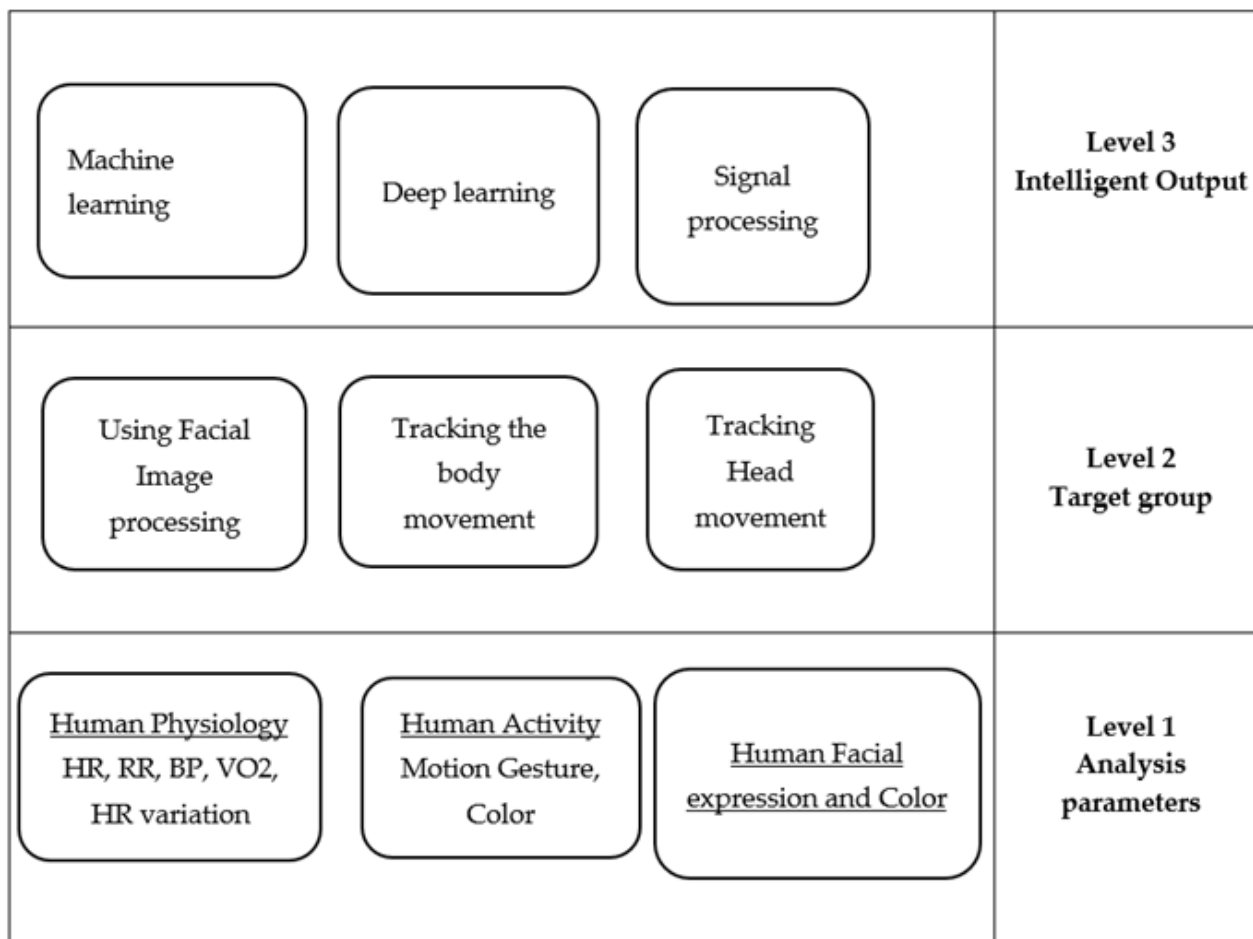 Machine
learning
Deep learning
Signal
processing
Level 3
Intelligent Output
Using Facial
Image
processing
Tracking the
body
movement
Tracking
Head
movement
Level 2
Target group
Human Physiology
HR, RR, BP, VO2,
HR variation
Human Activity
Motion Gesture,
Color
Human Facial
expression and Color
Level 1
Analysis
parameters